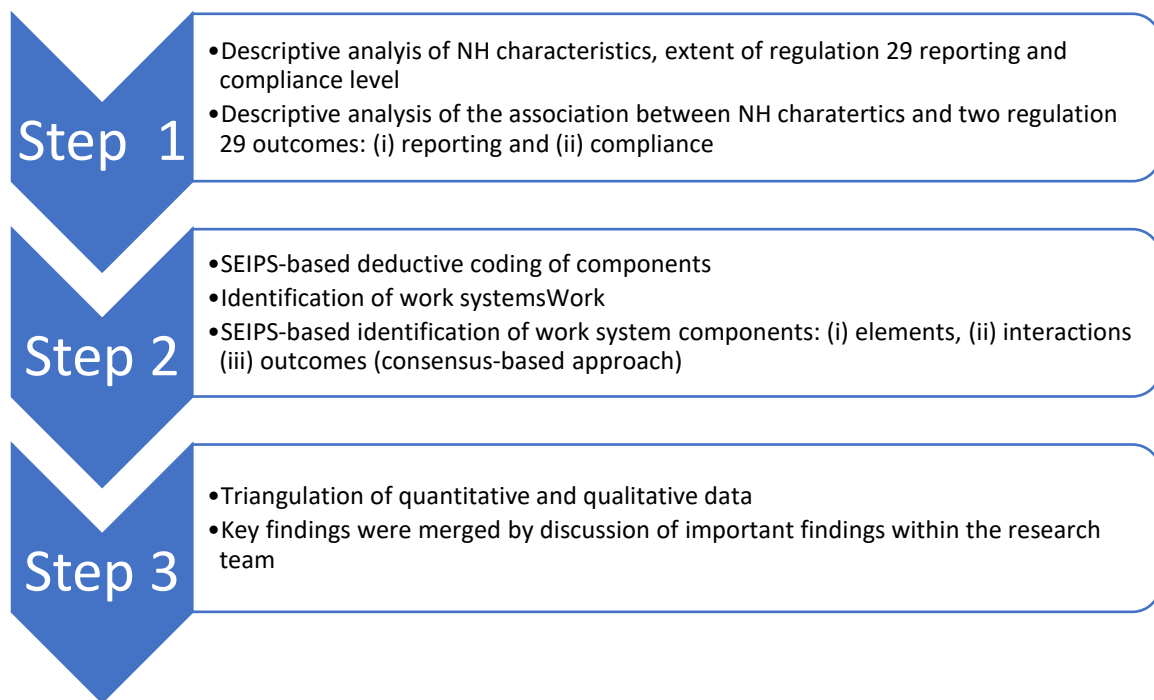 Step 1
•Descriptive analyis of NH characteristics, extent of regulation 29 reporting and
compliance level
•Descriptive analysis of the association between NH charatertics and two regulation
29 outcomes: (i) reporting and (ii) compliance
Step 2
•SEIPS-based deductive coding of components
•Identification of work systemsWork
•SEIPS-based identification of work system components: (i) elements, (ii) interactions
(iii) outcomes (consensus-based approach)
Step 3
•Triangulation of quantitative and qualitative data
•Key findings were merged by discussion of important findings within the research
team